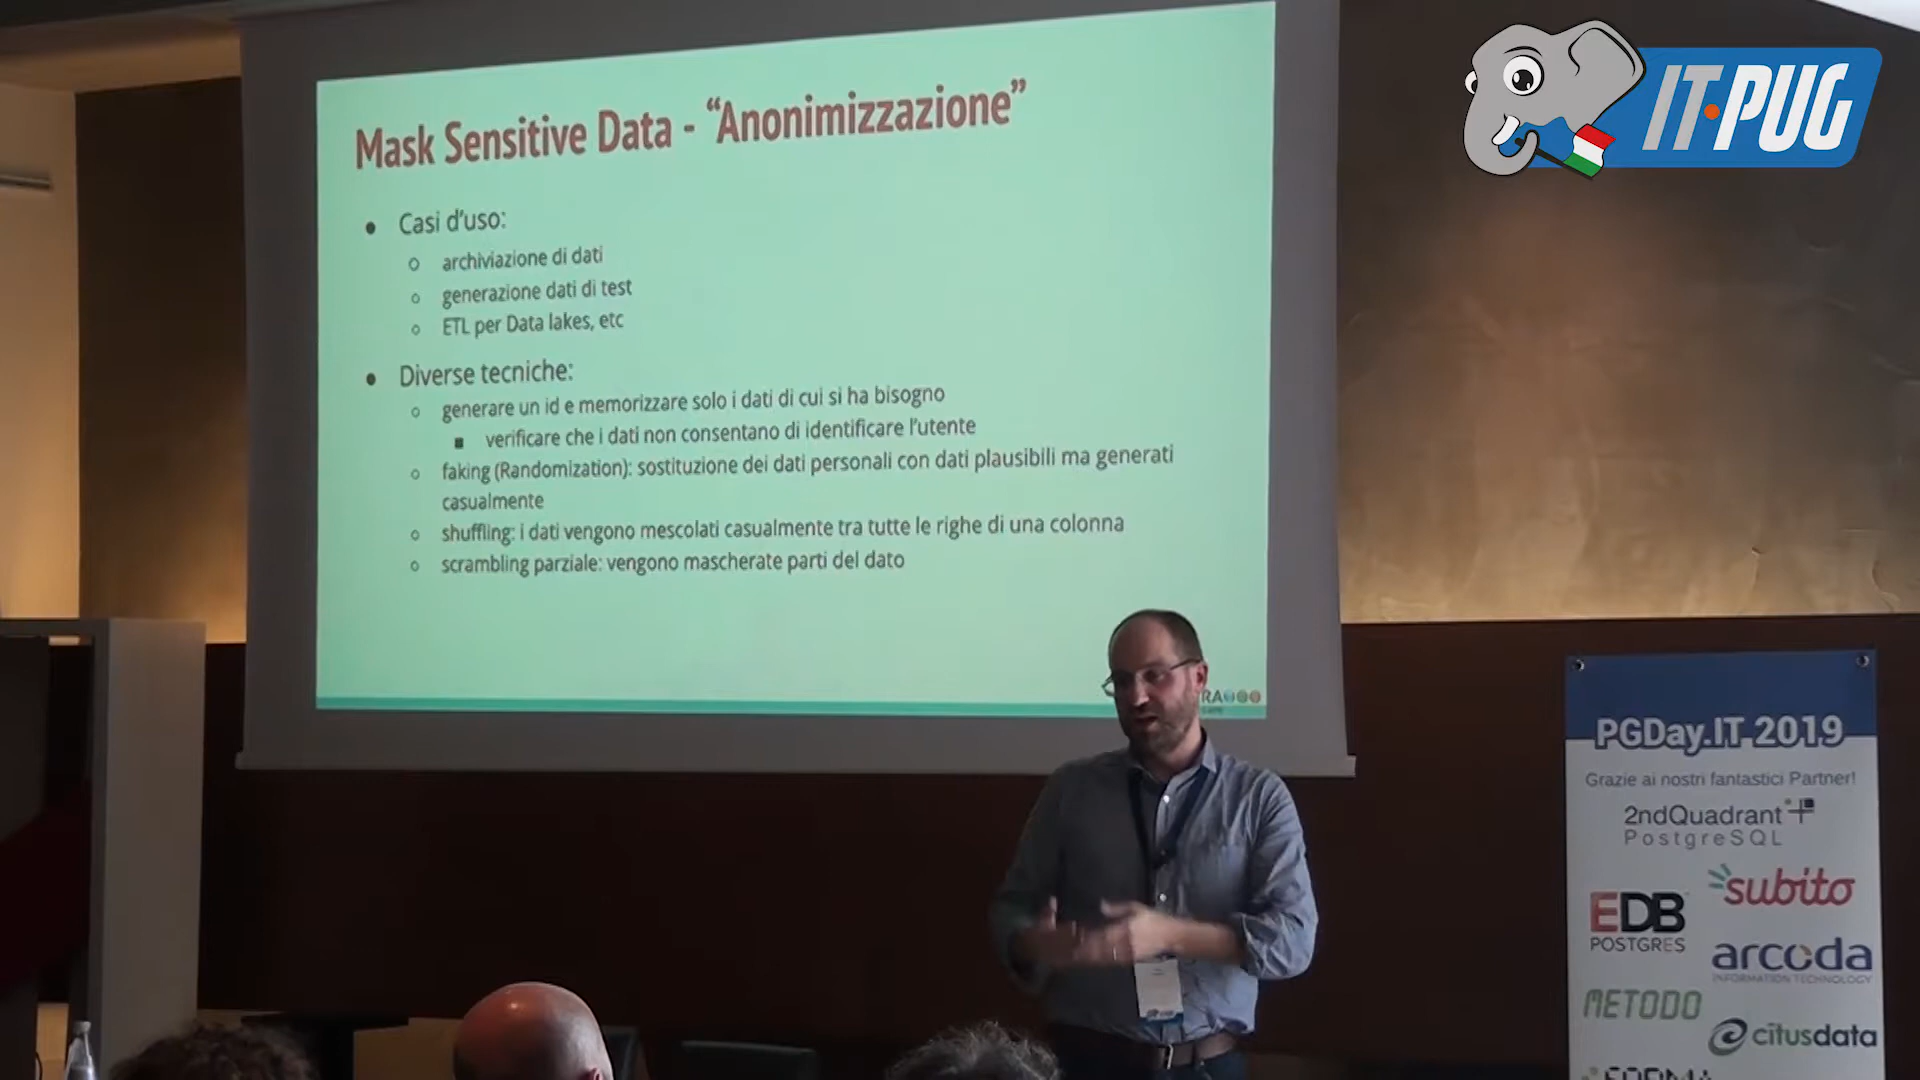 IT·PUG
Mask Sensitive Data - “Anonimizzazione”
Casi d’uso:
archiviazione di dati
generazione dati di test
ETL per Data lakes, etc
Diverse tecniche:
generare un id e memorizzare solo i dati di cui si ha bisogno
verificare che i dati non consentano di identificare l’utente
faking (Randomization): sostituzione dei dati personali con dati plausibili ma generati
casualmente
shuffling: i dati vengono mescolati casualmente tra tutte le righe di una colonna
scrambling parziale: vengono mascherate parti del dato
PGDay.IT 2019
Grazie ai nostri fantastici Partner!
2ndQuadrant
PostgreSQL
subito
EDB
POSTGRES
arcoda
INFORMATION TECHNOLOGY
METODO
citusdata